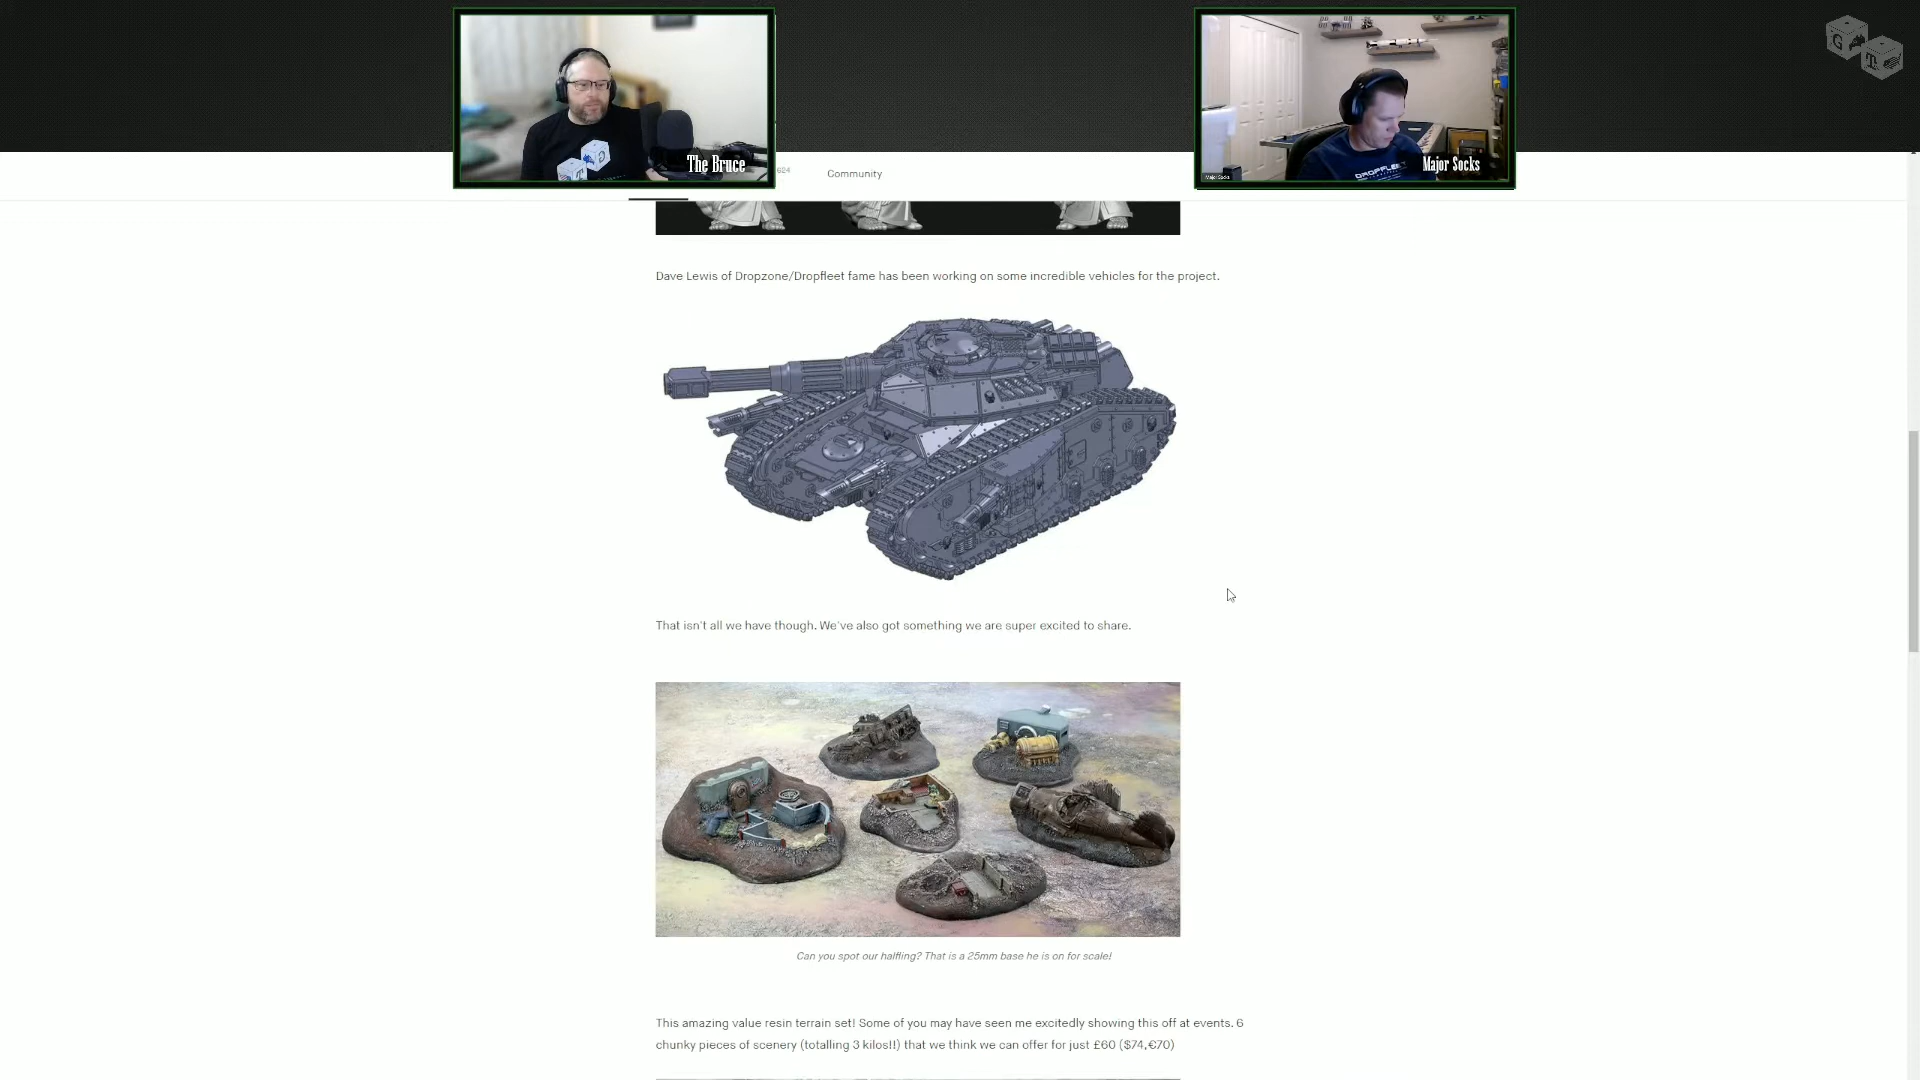 The Bruce
Major Socks
Major Socks
DROPFLEET
G
T
624
Community
Dave Lewis of Dropzone/Dropfleet fame has been working on some incredible vehicles for the project.
That isn't all we have though. We've also got something we are super excited to share.
Can you spot our halfling? That is a 25mm base he is on for scale!
This amazing value resin terrain set! Some of you may have seen me excitedly showing this off at events. 6
chunky pieces of scenery (totalling 3 kilos!!) that we think we can offer for just £60 ($74,€70)